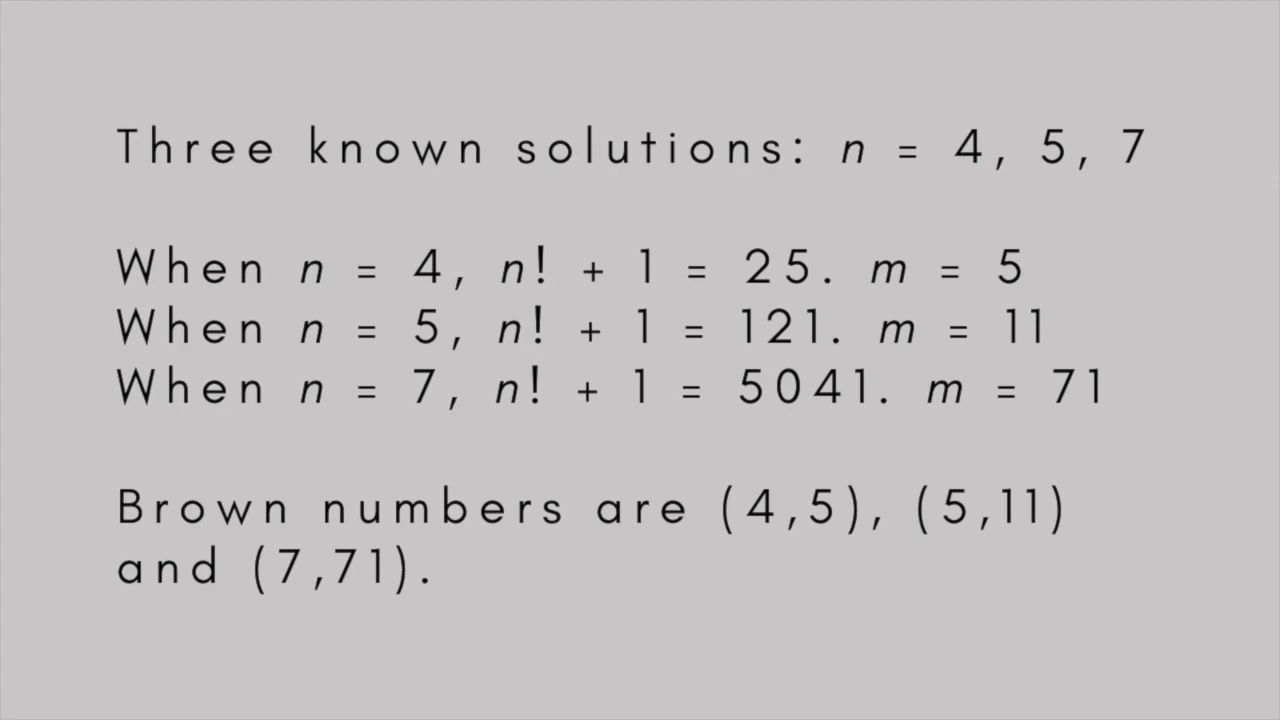 Three known solutions: n = 4, 5, 7
When n = 4, n! + 1 = 25. m = 5
When n = 5, n! + 1 = 121. m = 11
When n = 7, n! + 1 = 5041. m = 71
Brown numbers are (4,5), (5,11)
and (7,71).